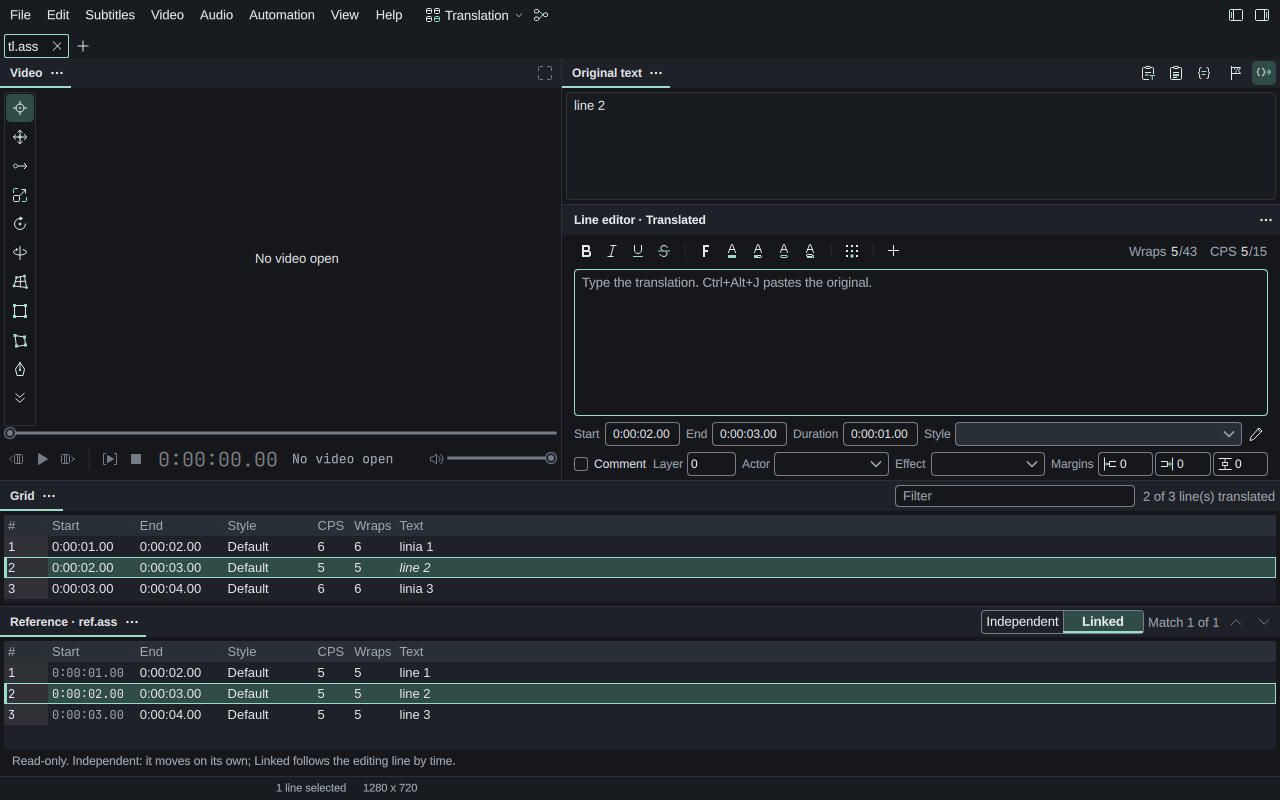 File Edit Subtitles Video Audio Automation View Help Translation
tl.ass
Video ···
Original text ···
line 2
No video open
Line editor · Translated ···
B I U S F A A A A Wraps 5/43 CPS 5/15
Type the translation. Ctrl+Alt+J pastes the original.
Start 0:00:02.00 End 0:00:03.00 Duration 0:00:01.00 Style
0:00:00.00 No video open
Comment Layer 0 Actor Effect Margins 0 0 0
Grid ··· Filter 2 of 3 line(s) translated
# Start End Style CPS Wraps Text
1 0:00:01.00 0:00:02.00 Default 6 6 linia 1
2 0:00:02.00 0:00:03.00 Default 5 5 line 2
3 0:00:03.00 0:00:04.00 Default 6 6 linia 3
Reference · ref.ass ··· Independent Linked Match 1 of 1
# Start End Style CPS Wraps Text
1 0:00:01.00 0:00:02.00 Default 5 5 line 1
2 0:00:02.00 0:00:03.00 Default 5 5 line 2
3 0:00:03.00 0:00:04.00 Default 5 5 line 3
Read-only. Independent: it moves on its own; Linked follows the editing line by time.
1 line selected 1280 x 720